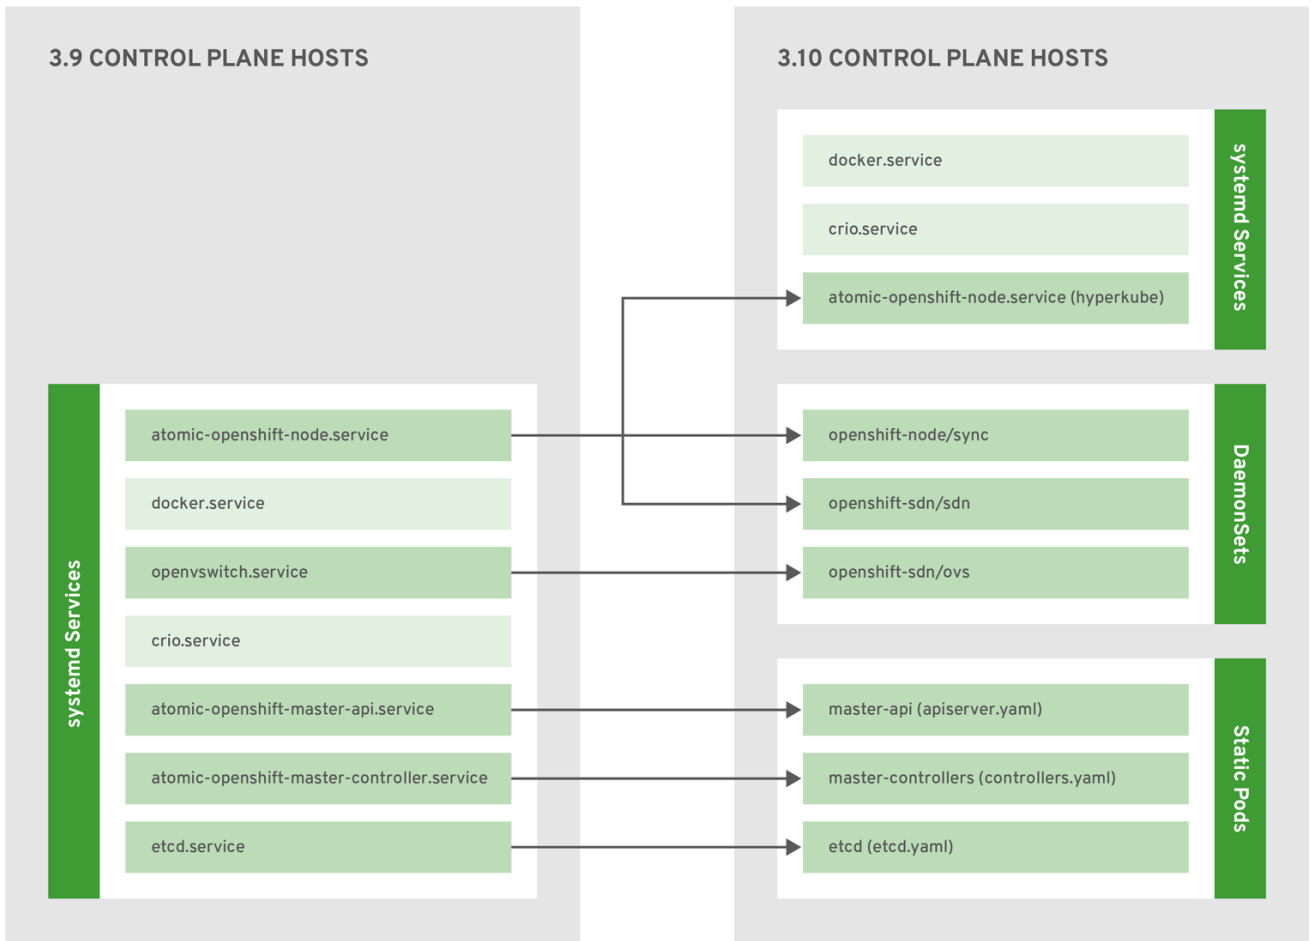 3.9 CONTROL PLANE HOSTS
systemd Services
atomic-openshift-node.service
docker.service
openvswitch.service
crio.service
atomic-openshift-master-api.service
atomic-openshift-master-controller.service
etcd.service
3.10 CONTROL PLANE HOSTS
docker.service
crio.service
atomic-openshift-node.service (hyperkube)
systemd Services
openshift-node/sync
openshift-sdn/sdn
openshift-sdn/ovs
DaemonSets
master-api (apiserver.yaml)
master-controllers (controllers.yaml)
etcd (etcd.yaml)
Static Pods